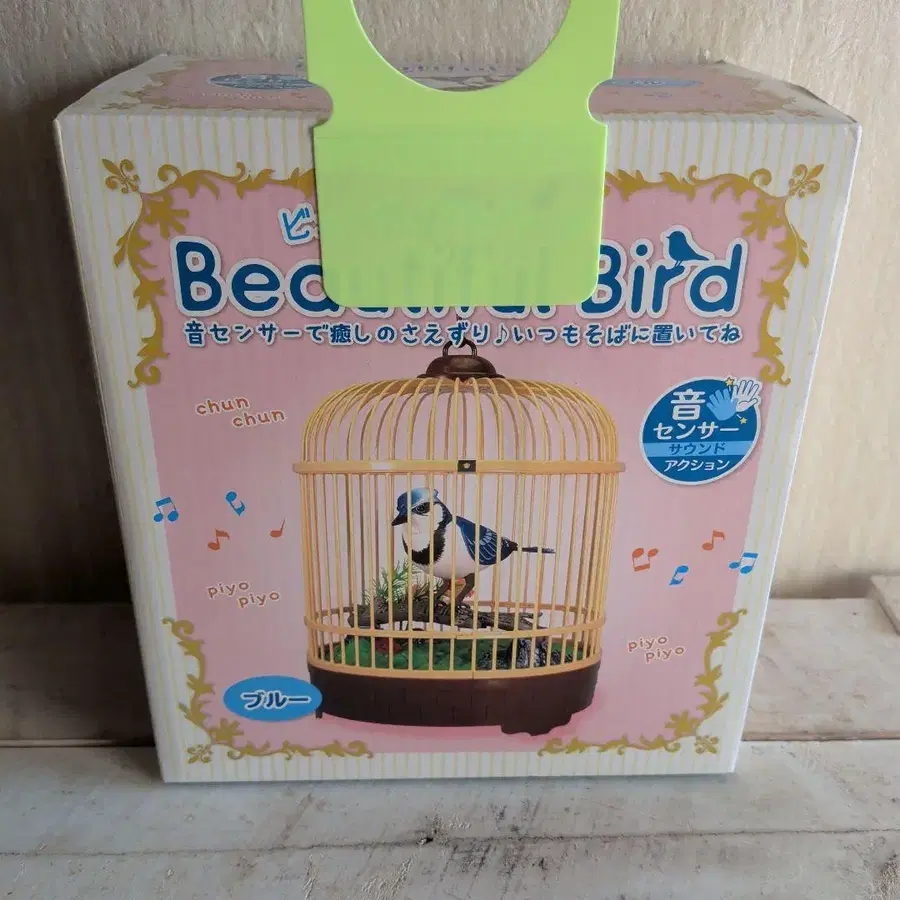 ビ
Beautiful Bird
音センサーで癒しのさえずり♪いつもそばに置いてね
chun
chun
音
センサー
サウンド
アクション
piyo
piyo
piyo
piyo
ブルー